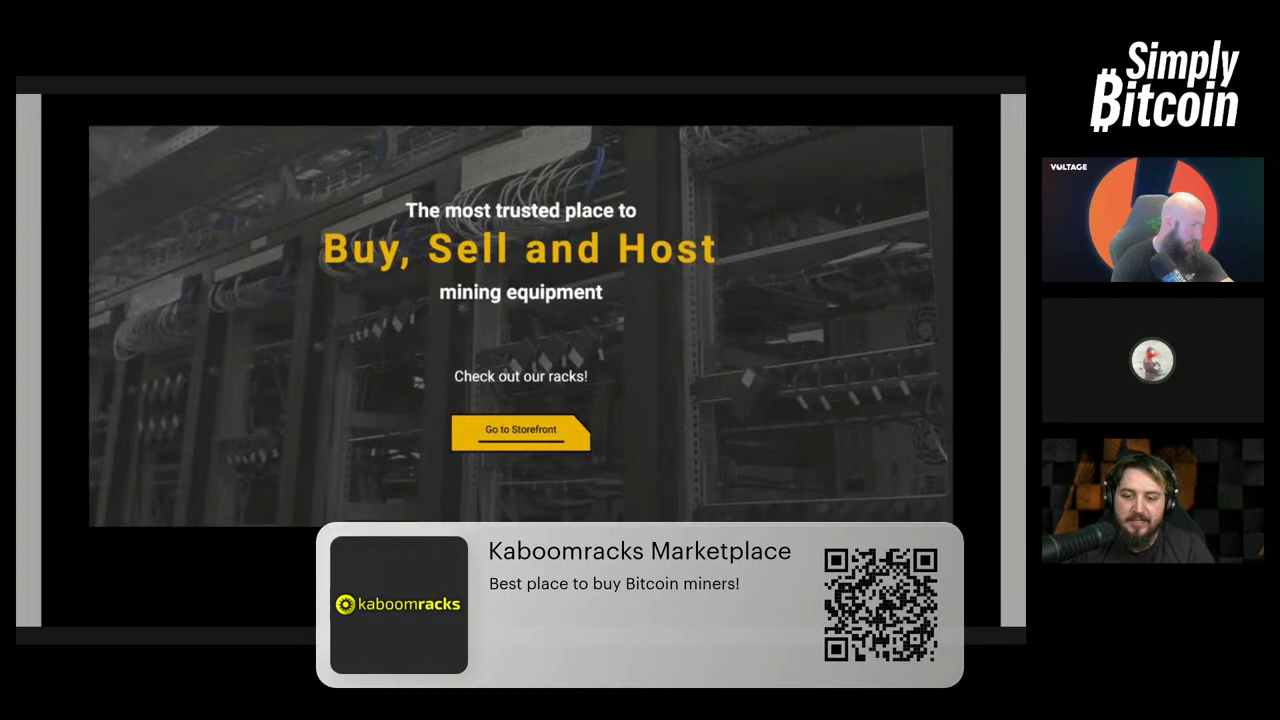 Simply
Bitcoin
VOLTAGE
The most trusted place to
Buy, Sell and Host
mining equipment
Check out our racks!
Go to Storefront
Kaboomracks Marketplace
Best place to buy Bitcoin miners!
kaboomracks